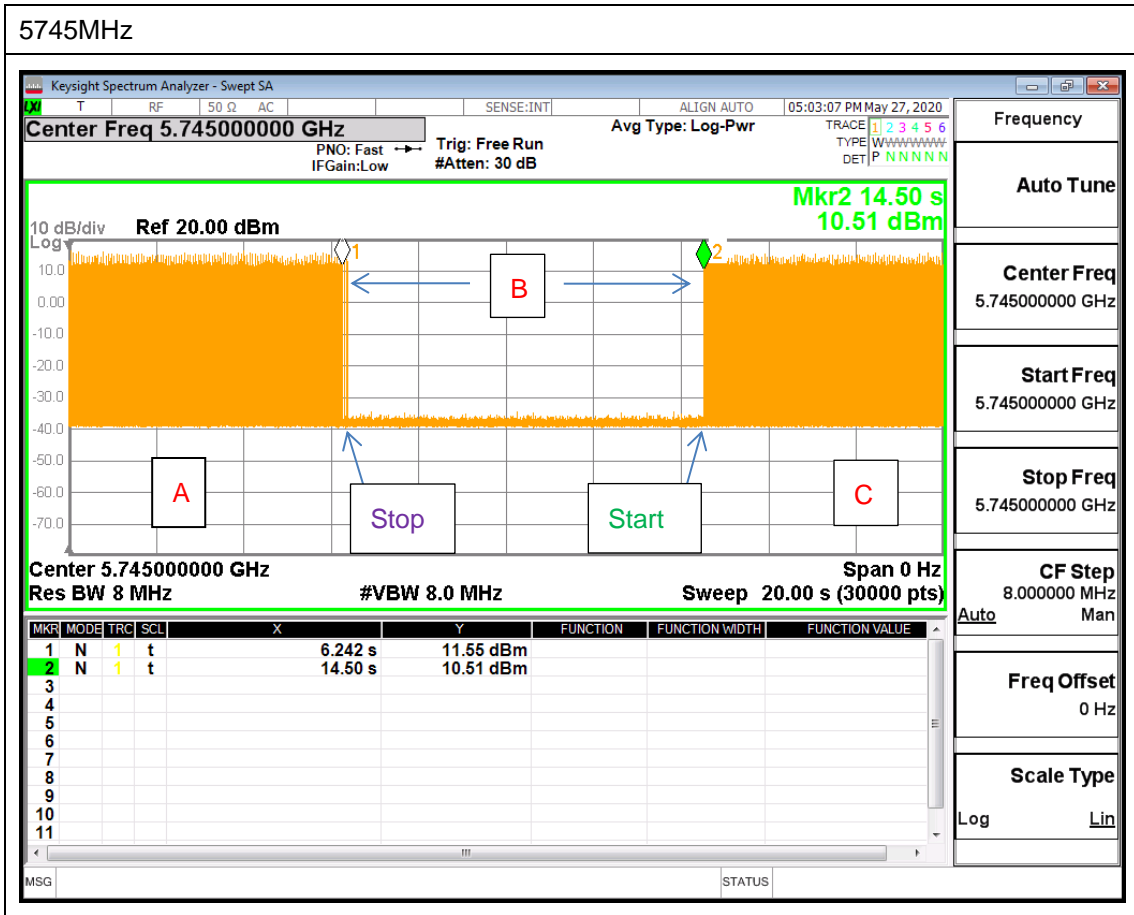 5745MHz
Keysight Spectrum Analyzer - Swept SA
LXI T RF 50 Ω AC SENSE:INT ALIGN AUTO 05:03:07 PM May 27, 2020
Center Freq 5.745000000 GHz
PNO: Fast
IFGain:Low
Trig: Free Run
#Atten: 30 dB
Avg Type: Log-Pwr
TRACE 1 2 3 4 5 6
TYPE WWWWWWW
DET P N N N N N
Mkr2 14.50 s
10.51 dBm
10 dB/div Ref 20.00 dBm
Log
1
2
10.0
0.00
-10.0
-20.0
-30.0
-40.0
-50.0
-60.0
-70.0
B
A
C
Stop
Start
Center 5.745000000 GHz Span 0 Hz
Res BW 8 MHz #VBW 8.0 MHz Sweep 20.00 s (30000 pts)
MKR MODE TRC SCL X Y FUNCTION FUNCTION WIDTH FUNCTION VALUE
1 N 1 t 6.242 s 11.55 dBm
2 N 1 t 14.50 s 10.51 dBm
3
4
5
6
7
8
9
10
11
MSG STATUS
Frequency
Auto Tune
Center Freq
5.745000000 GHz
Start Freq
5.745000000 GHz
Stop Freq
5.745000000 GHz
CF Step
8.000000 MHz
Auto Man
Freq Offset
0 Hz
Scale Type
Log Lin